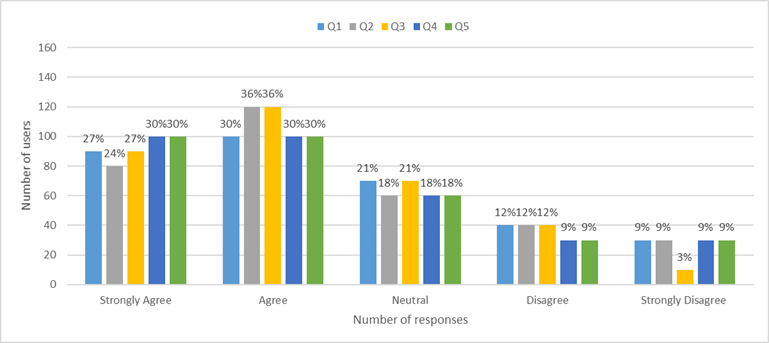 Q1 Q2 Q3 Q4 Q5
160
140
120
100
80
60
40
20
0
Number of users
27% 24% 27% 30% 30%
30% 36% 36% 30% 30%
21% 18% 21% 18% 18%
12% 12% 12% 9% 9%
9% 9% 3% 9% 9%
Strongly Agree Agree Neutral Disagree Strongly Disagree
Number of responses